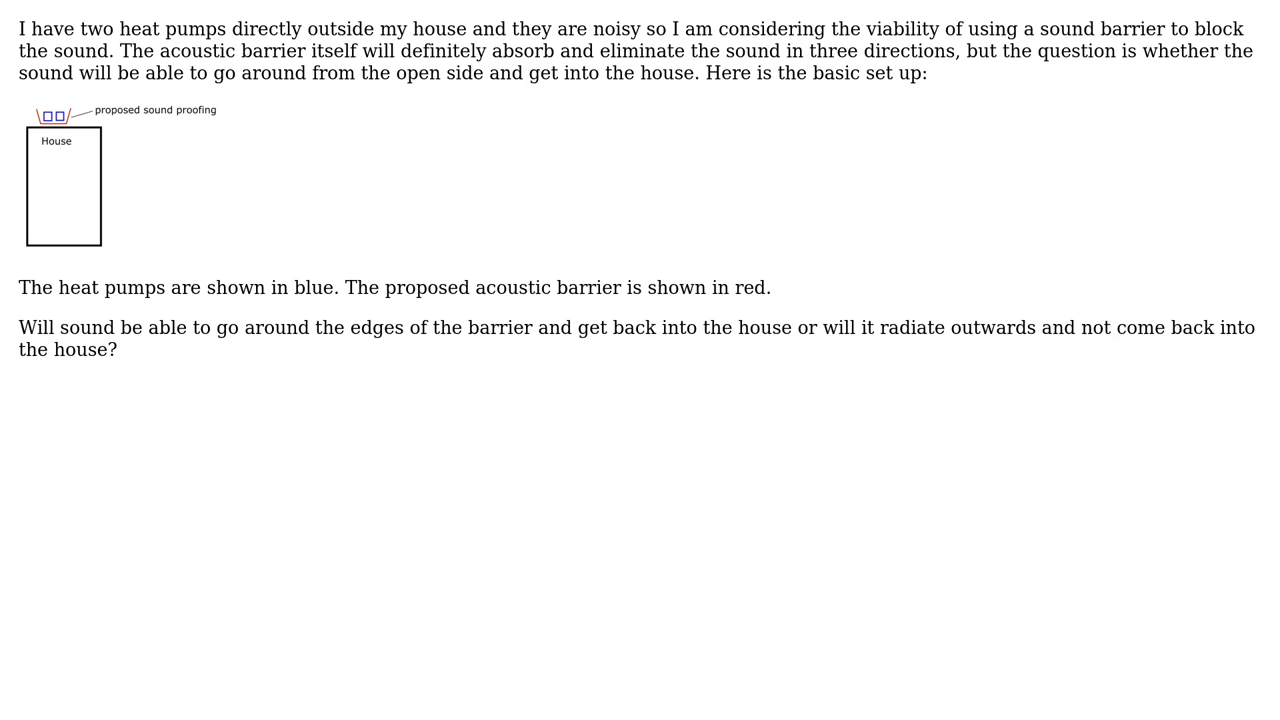 I have two heat pumps directly outside my house and they are noisy so I am considering the viability of using a sound barrier to block
the sound. The acoustic barrier itself will definitely absorb and eliminate the sound in three directions, but the question is whether the
sound will be able to go around from the open side and get into the house. Here is the basic set up:
proposed sound proofing
House
The heat pumps are shown in blue. The proposed acoustic barrier is shown in red.
Will sound be able to go around the edges of the barrier and get back into the house or will it radiate outwards and not come back into
the house?